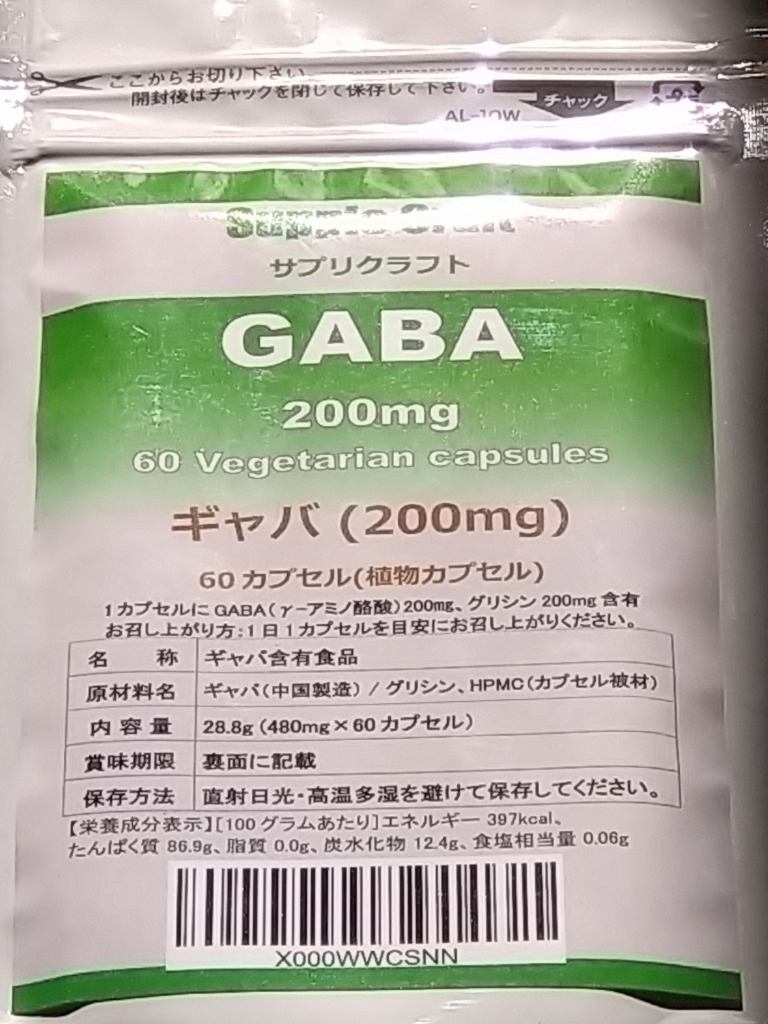 ここからお切り下さい
開封後はチャックを閉じて保存して下さい。
チャック
AL-10W
Supple Craft
サプリクラフト
GABA
200mg
60 Vegetarian capsules
ギャバ (200mg)
60 カプセル(植物カプセル)
1カプセルに GABA(γ-アミノ酪酸)200mg、グリシン 200mg 含有
お召し上がり方:1日1カプセルを目安にお召し上がりください。
名 称 ギャバ含有食品
原材料名 ギャバ(中国製造) / グリシン、HPMC(カプセル被材)
内容量 28.8g (480mg×60カプセル)
賞味期限 裏面に記載
保存方法 直射日光・高温多湿を避けて保存してください。
【栄養成分表示】[100グラムあたり]エネルギー 397kcal、
たんぱく質 86.9g、脂質 0.0g、炭水化物 12.4g、食塩相当量 0.06g
X000WWCSNN